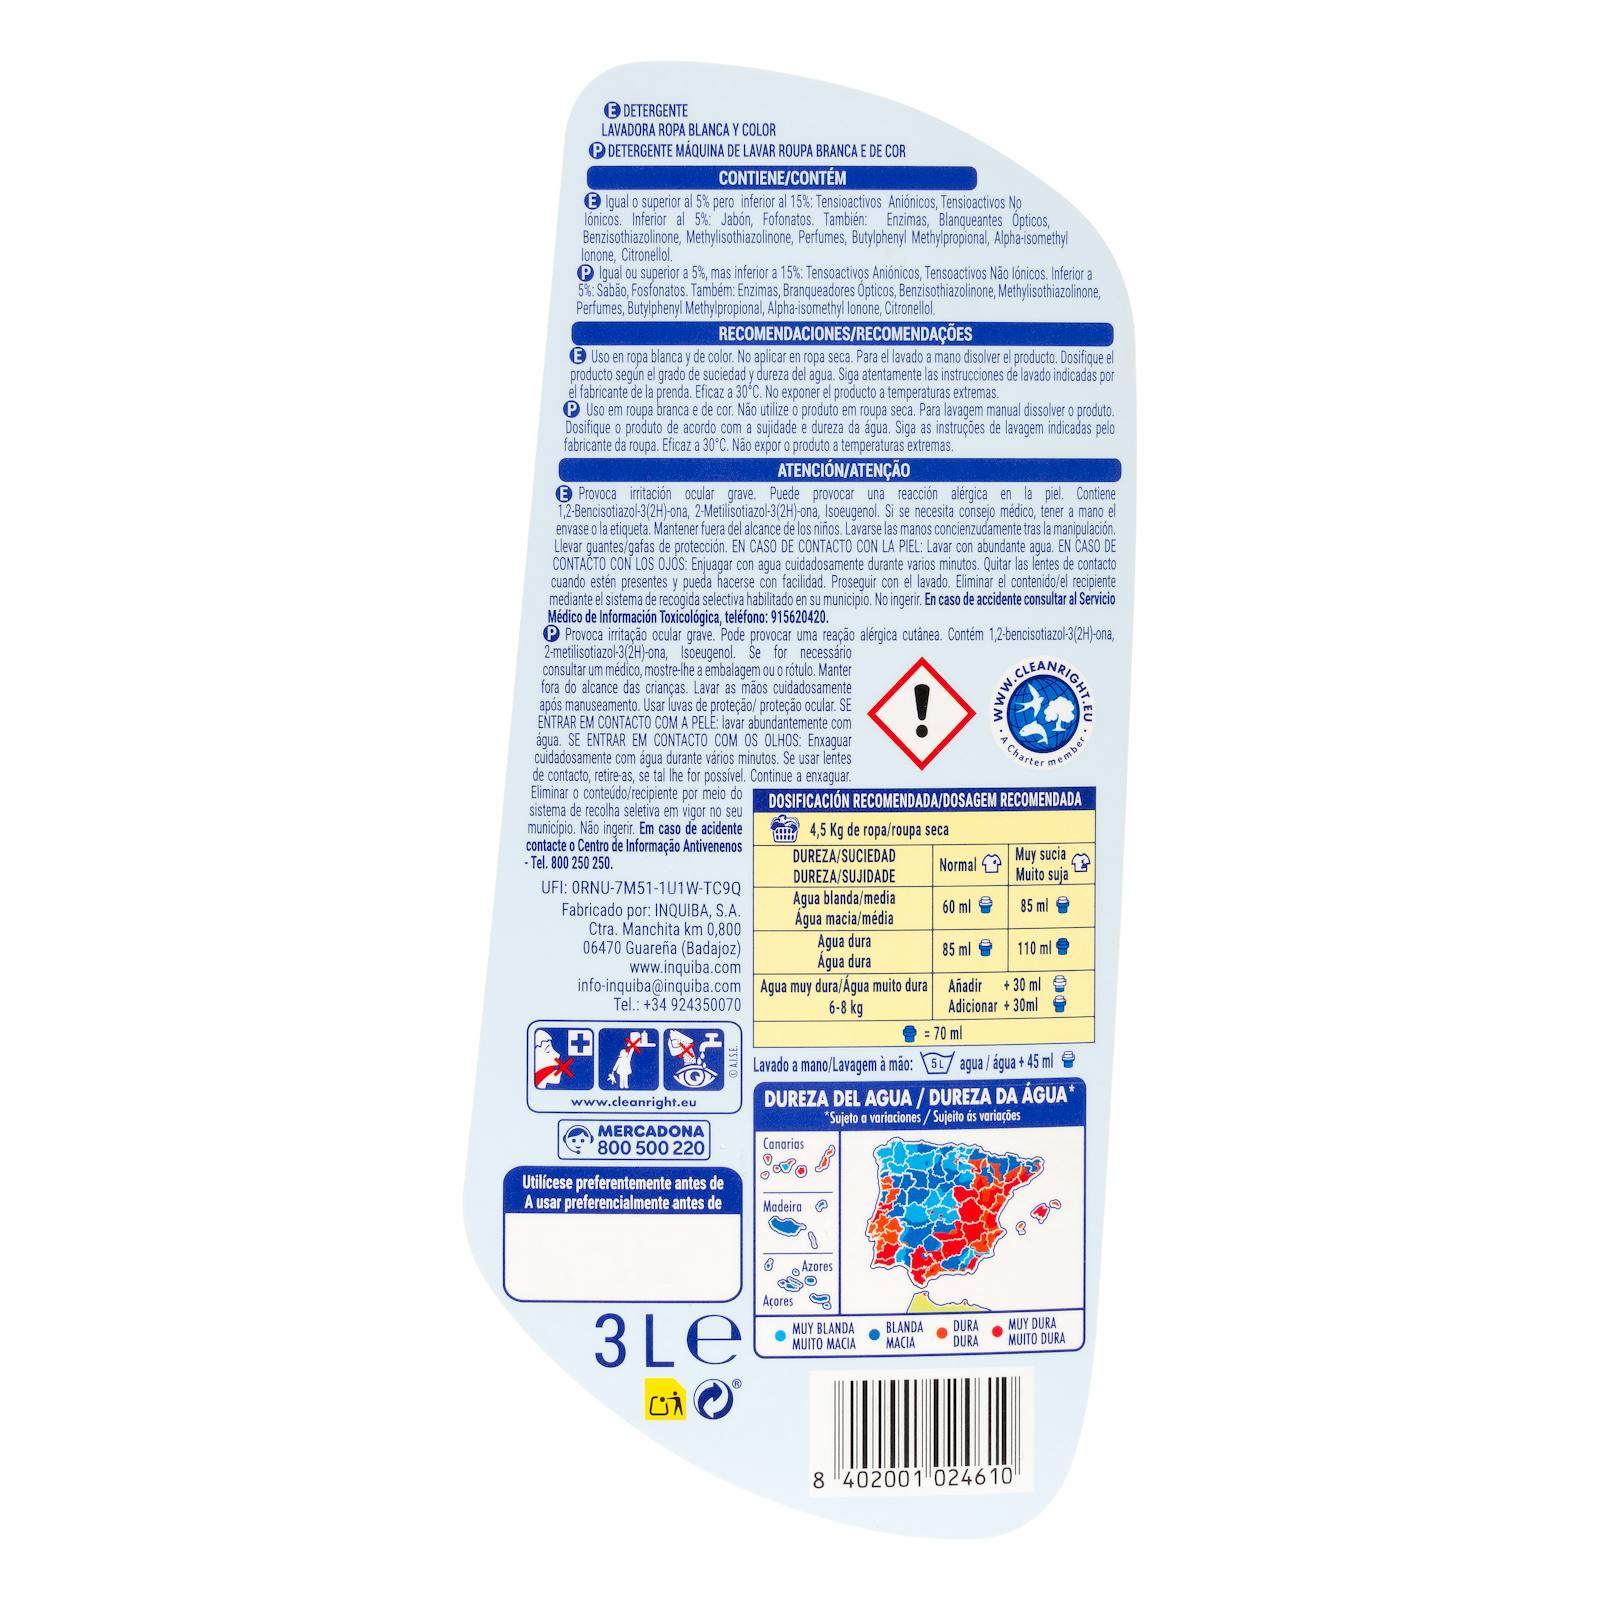 E DETERGENTE
LAVADORA ROPA BLANCA Y COLOR
P DETERGENTE MÁQUINA DE LAVAR ROUPA BRANCA E DE COR
CONTIENE/CONTÉM
E Igual o superior al 5% pero inferior al 15%: Tensioactivos Aniónicos, Tensioactivos No
Iónicos. Inferior al 5%: Jabón, Fofonatos. También: Enzimas, Blanqueantes Ópticos,
Benzisothiazolinone, Methylisothiazolinone, Perfumes, Butylphenyl Methylpropional, Alpha-isomethyl
Ionone, Citronellol.
P Igual ou superior a 5%, mas inferior a 15%: Tensoactivos Aniónicos, Tensoactivos Não Iónicos. Inferior a
5%: Sabão, Fosfonatos. Também: Enzimas, Branqueadores Ópticos, Benzisothiazolinone, Methylisothiazolinone,
Perfumes, Butylphenyl Methylpropional, Alpha-isomethyl Ionone, Citronellol.
RECOMENDACIONES/RECOMENDAÇÕES
E Uso en ropa blanca y de color. No aplicar en ropa seca. Para el lavado a mano disolver el producto. Dosifique el
producto según el grado de suciedad y dureza del agua. Siga atentamente las instrucciones de lavado indicadas por
el fabricante de la prenda. Eficaz a 30°C. No exponer el producto a temperaturas extremas.
P Uso em roupa branca e de cor. Não utilize o produto em roupa seca. Para lavagem manual dissolver o produto.
Dosifique o produto de acordo com a sujidade e dureza da água. Siga as instruções de lavagem indicadas pelo
fabricante da roupa. Eficaz a 30°C. Não expor o produto a temperaturas extremas.
ATENCIÓN/ATENÇÃO
E Provoca irritación ocular grave. Puede provocar una reacción alérgica en la piel. Contiene
1,2-Bencisotiazol-3(2H)-ona, 2-Metilisotiazol-3(2H)-ona, Isoeugenol. Si se necesita consejo médico, tener a mano el
envase o la etiqueta. Mantener fuera del alcance de los niños. Lavarse las manos concienzudamente tras la manipulación.
Llevar guantes/gafas de protección. EN CASO DE CONTACTO CON LA PIEL: Lavar con abundante agua. EN CASO DE
CONTACTO CON LOS OJOS: Enjuagar con agua cuidadosamente durante varios minutos. Quitar las lentes de contacto
cuando estén presentes y pueda hacerse con facilidad. Proseguir con el lavado. Eliminar el contenido/el recipiente
mediante el sistema de recogida selectiva habilitado en su municipio. No ingerir. En caso de accidente consultar al Servicio
Médico de Información Toxicológica, teléfono: 915620420.
P Provoca irritação ocular grave. Pode provocar uma reação alérgica cutânea. Contém 1,2-bencisotiazol-3(2H)-ona,
2-metilisotiazol-3(2H)-ona, Isoeugenol. Se for necessário
consultar um médico, mostre-lhe a embalagem ou o rótulo. Manter
fora do alcance das crianças. Lavar as mãos cuidadosamente
após manuseamento. Usar luvas de proteção/ proteção ocular. SE
ENTRAR EM CONTACTO COM A PELE: lavar abundantemente com
água. SE ENTRAR EM CONTACTO COM OS OLHOS: Enxaguar
cuidadosamente com água durante vários minutos. Se usar lentes
de contacto, retire-as, se tal lhe for possível. Continue a enxaguar.
Eliminar o conteúdo/recipiente por meio do
sistema de recolha seletiva em vigor no seu
município. Não ingerir. Em caso de acidente
contacte o Centro de Informação Antivenenos
- Tel. 800 250 250.
UFI: 0RNU-7M51-1U1W-TC9Q
Fabricado por: INQUIBA, S.A.
Ctra. Manchita km 0,800
06470 Guareña (Badajoz)
www.inquiba.com
info-inquiba@inquiba.com
Tel.: +34 924350070
WWW.CLEANRIGHT.EU
• A Charter member •
DOSIFICACIÓN RECOMENDADA/DOSAGEM RECOMENDADA
4,5 Kg de ropa/roupa seca
DUREZA/SUCIEDAD
DUREZA/SUJIDADE
Normal
Muy sucia
Muito suja
Agua blanda/media
Água macia/média
60 ml
85 ml
Agua dura
Água dura
85 ml
110 ml
Agua muy dura/Água muito dura
6-8 kg
Añadir + 30 ml
Adicionar + 30ml
= 70 ml
Lavado a mano/Lavagem à mão: 5 L agua / água + 45 ml
© A.I.S.E.
www.cleanright.eu
MERCADONA
800 500 220
Utilícese preferentemente antes de
A usar preferencialmente antes de
3 L e
®
DUREZA DEL AGUA / DUREZA DA ÁGUA*
*Sujeto a variaciones / Sujeito ás variações
Canarias
Madeira
Azores
Açores
MUY BLANDA
MUITO MACIA
BLANDA
MACIA
DURA
DURA
MUY DURA
MUITO DURA
8 402001 024610